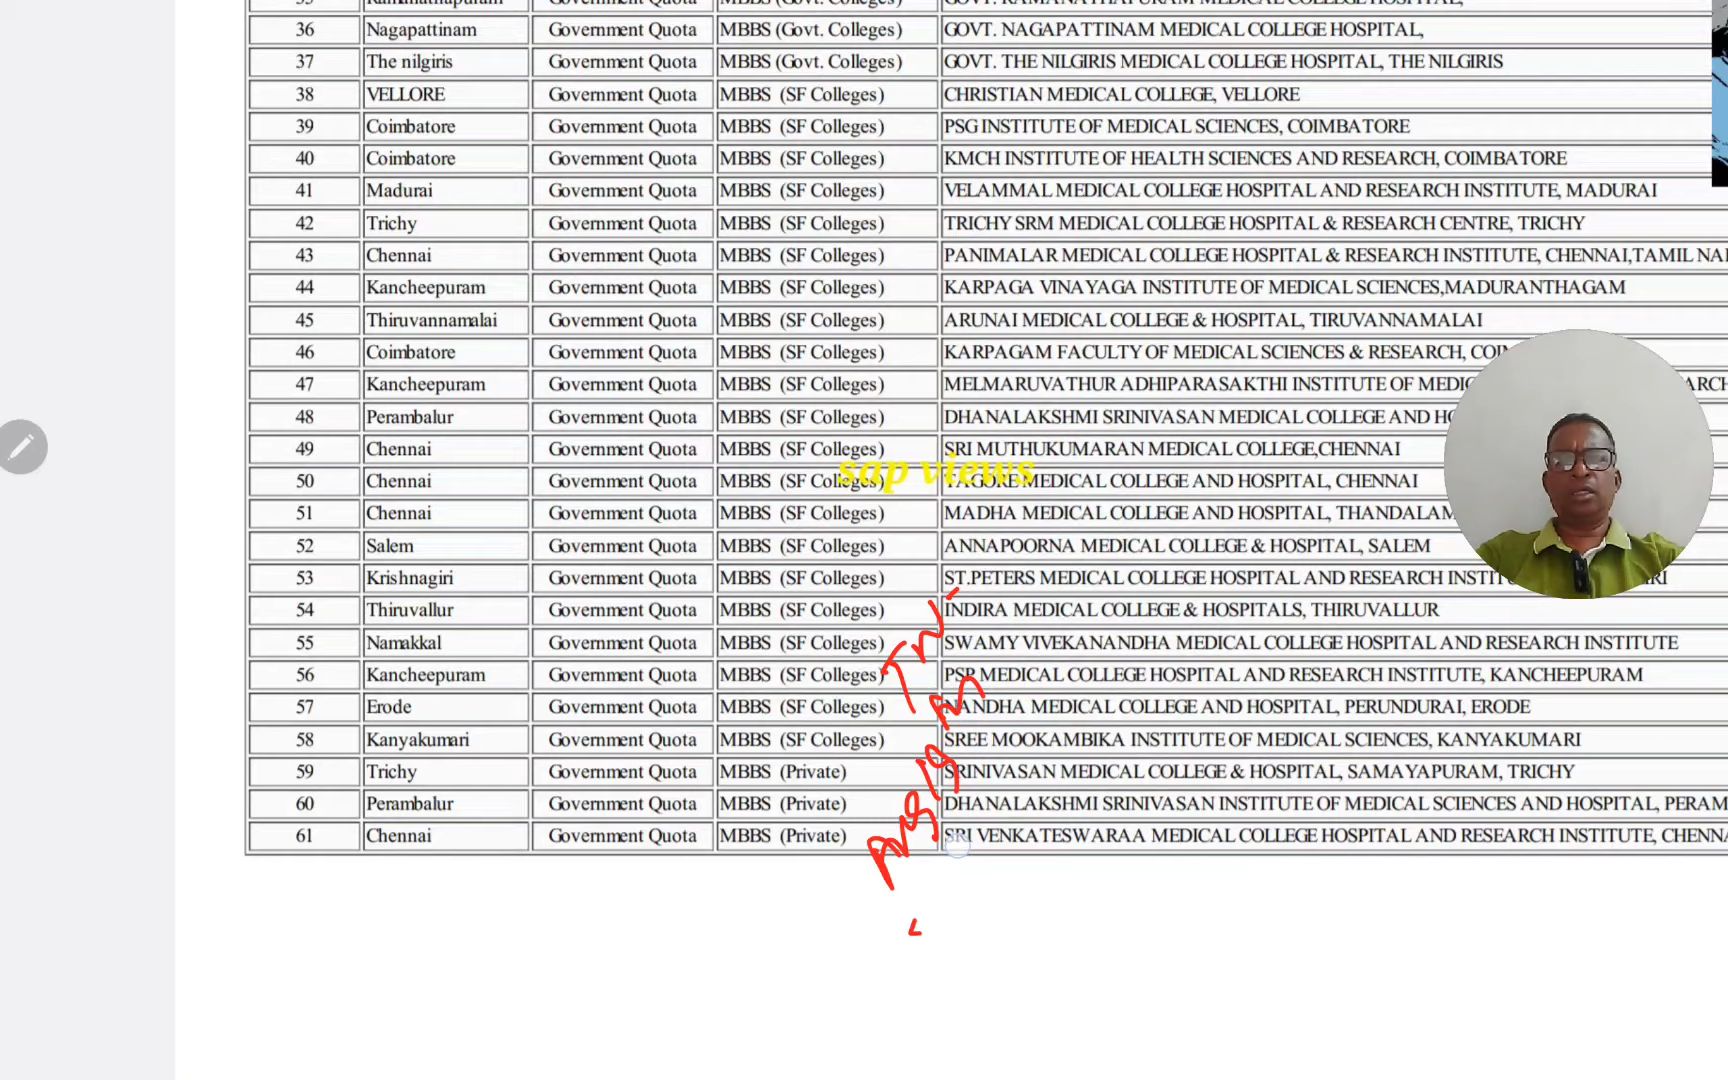 36 Nagapattinam Government Quota MBBS (Govt. Colleges) GOVT. NAGAPATTINAM MEDICAL COLLEGE HOSPITAL,
37 The nilgiris Government Quota MBBS (Govt. Colleges) GOVT. THE NILGIRIS MEDICAL COLLEGE HOSPITAL, THE NILGIRIS
38 VELLORE Government Quota MBBS (SF Colleges) CHRISTIAN MEDICAL COLLEGE, VELLORE
39 Coimbatore Government Quota MBBS (SF Colleges) PSG INSTITUTE OF MEDICAL SCIENCES, COIMBATORE
40 Coimbatore Government Quota MBBS (SF Colleges) KMCH INSTITUTE OF HEALTH SCIENCES AND RESEARCH, COIMBATORE
41 Madurai Government Quota MBBS (SF Colleges) VELAMMAL MEDICAL COLLEGE HOSPITAL AND RESEARCH INSTITUTE, MADURAI
42 Trichy Government Quota MBBS (SF Colleges) TRICHY SRM MEDICAL COLLEGE HOSPITAL & RESEARCH CENTRE, TRICHY
43 Chennai Government Quota MBBS (SF Colleges) PANIMALAR MEDICAL COLLEGE HOSPITAL & RESEARCH INSTITUTE, CHENNAI,TAMIL
44 Kancheepuram Government Quota MBBS (SF Colleges) KARPAGA VINAYAGA INSTITUTE OF MEDICAL SCIENCES,MADURANTHAGAM
45 Thiruvannamalai Government Quota MBBS (SF Colleges) ARUNAI MEDICAL COLLEGE & HOSPITAL, TIRUVANNAMALAI
46 Coimbatore Government Quota MBBS (SF Colleges) KARPAGAM FACULTY OF MEDICAL SCIENCES & RESEARCH,
47 Kancheepuram Government Quota MBBS (SF Colleges) MELMARUVATHUR ADHIPARASAKTHI INSTITUTE OF
48 Perambalur Government Quota MBBS (SF Colleges) DHANALAKSHMI SRINIVASAN MEDICAL COLLEGE AND
49 Chennai Government Quota MBBS (SF Colleges) SRI MUTHUKUMARAN MEDICAL COLLEGE,CHENNAI
sap views
50 Chennai Government Quota MBBS (SF Colleges) TAGORE MEDICAL COLLEGE AND HOSPITAL, CHENNAI
51 Chennai Government Quota MBBS (SF Colleges) MADHA MEDICAL COLLEGE AND HOSPITAL, THANDALAM
52 Salem Government Quota MBBS (SF Colleges) ANNAPOORNA MEDICAL COLLEGE & HOSPITAL, SALEM
53 Krishnagiri Government Quota MBBS (SF Colleges) ST.PETERS MEDICAL COLLEGE HOSPITAL AND RESEARCH
54 Thiruvallur Government Quota MBBS (SF Colleges) INDIRA MEDICAL COLLEGE & HOSPITALS, THIRUVALLUR
55 Namakkal Government Quota MBBS (SF Colleges) SWAMY VIVEKANANDHA MEDICAL COLLEGE HOSPITAL AND RESEARCH INSTITUTE
56 Kancheepuram Government Quota MBBS (SF Colleges) PSP MEDICAL COLLEGE HOSPITAL AND RESEARCH INSTITUTE, KANCHEEPURAM
57 Erode Government Quota MBBS (SF Colleges) NANDHA MEDICAL COLLEGE AND HOSPITAL, PERUNDURAI, ERODE
58 Kanyakumari Government Quota MBBS (SF Colleges) SREE MOOKAMBIKA INSTITUTE OF MEDICAL SCIENCES, KANYAKUMARI
59 Trichy Government Quota MBBS (Private) SRINIVASAN MEDICAL COLLEGE & HOSPITAL, SAMAYAPURAM, TRICHY
60 Perambalur Government Quota MBBS (Private) DHANALAKSHMI SRINIVASAN INSTITUTE OF MEDICAL SCIENCES AND HOSPITAL,
61 Chennai Government Quota MBBS (Private) SRI VENKATESWARAA MEDICAL COLLEGE HOSPITAL AND RESEARCH INSTITUTE,